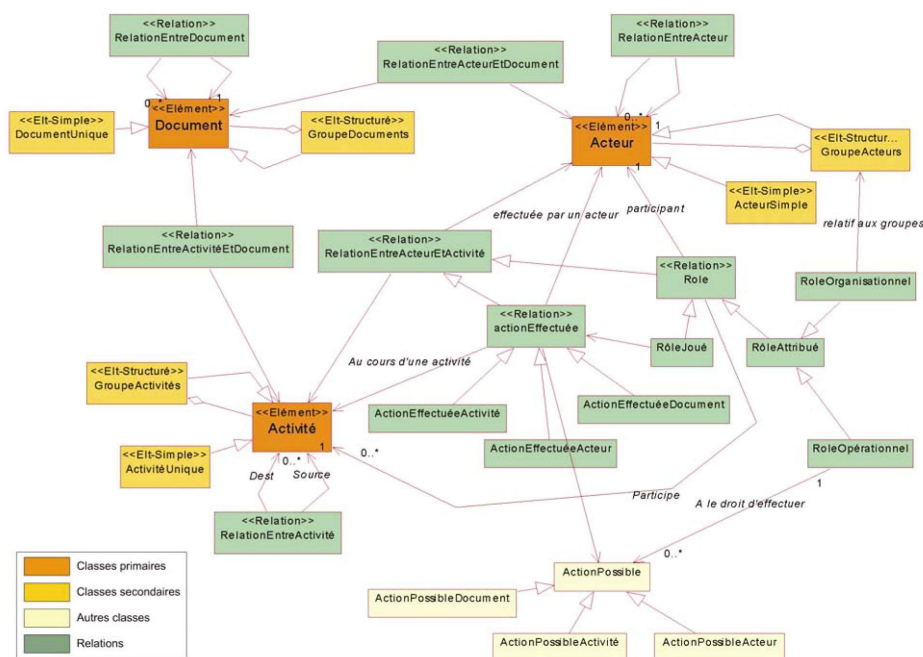 <<Relation>>
RelationEntreDocument
<<Relation>>
RelationEntreActeurEtDocument
<<Relation>>
RelationEntreActeur
0..*
1
<<Elément>>
Document
<<Elt-Simple>>
DocumentUnique
<<Elt-Structuré>>
GroupeDocuments
0..*
1
<<Elément>>
Acteur
1
<<Elt-Structur...
GroupeActeurs
<<Elt-Simple>>
ActeurSimple
effectuée par un acteur
participant
relatif aux groupes
<<Relation>>
RelationEntreActivitéEtDocument
<<Relation>>
RelationEntreActeurEtActivité
<<Relation>>
Role
RoleOrganisationnel
<<Relation>>
actionEffectuée
RôleJoué
RôleAttribué
Au cours d'une activité
<<Elt-Structuré>>
GroupeActivités
ActionEffectuéeActivité
ActionEffectuéeDocument
<<Elément>>
Activité
1
0..*
0..*
ActionEffectuéeActeur
RoleOpérationnel
<<Elt-Simple>>
ActivitéUnique
Dest
Source
Participe
A le droit d'effectuer
1
<<Relation>>
RelationEntreActivité
0..*
ActionPossible
ActionPossibleDocument
ActionPossibleActivité
ActionPossibleActeur
Classes primaires
Classes secondaires
Autres classes
Relations